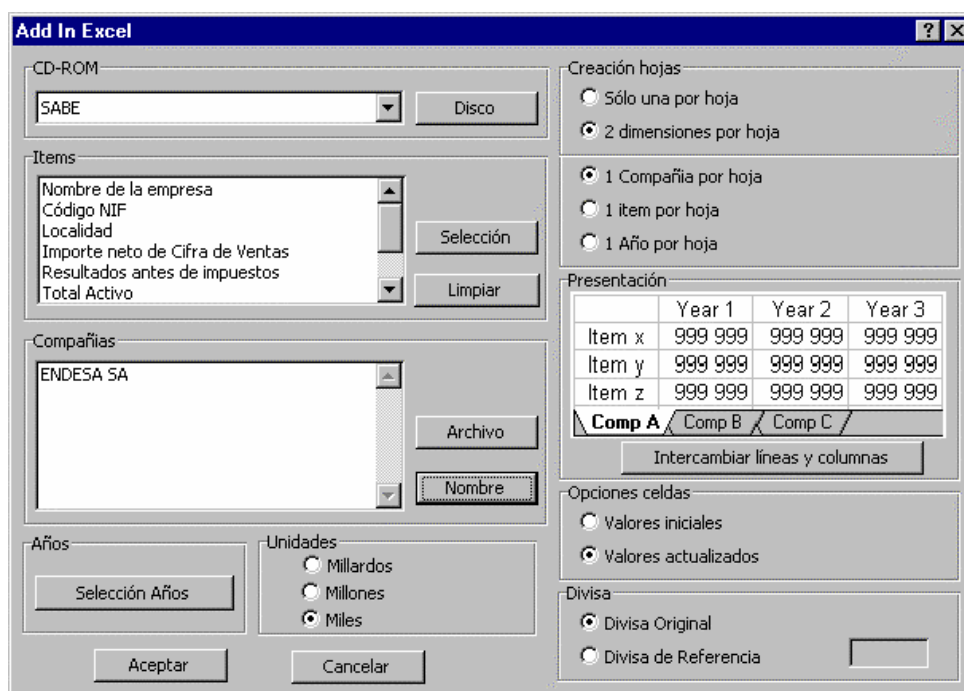 Add In Excel
CD-ROM
SABE
Disco
Items
Nombre de la empresa
Código NIF
Localidad
Importe neto de Cifra de Ventas
Resultados antes de impuestos
Total Activo
Selección
Limpiar
Compañias
ENDESA SA
Archivo
Nombre
Años
Selección Años
Unidades
Millardos
Millones
Miles
Aceptar
Cancelar
Creación hojas
Sólo una por hoja
2 dimensiones por hoja
1 Compañia por hoja
1 item por hoja
1 Año por hoja
Presentación
Year 1 Year 2 Year 3
Item x 999 999 999 999 999 999
Item y 999 999 999 999 999 999
Item z 999 999 999 999 999 999
Comp A Comp B Comp C
Intercambiar líneas y columnas
Opciones celdas
Valores iniciales
Valores actualizados
Divisa
Divisa Original
Divisa de Referencia